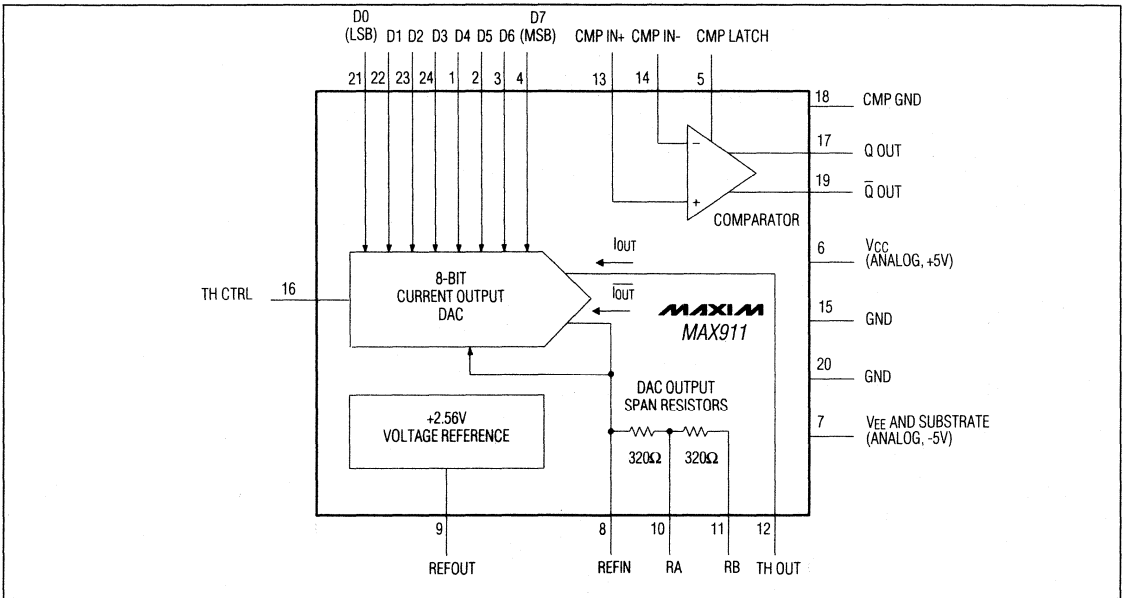 D0
(LSB) D1 D2 D3 D4 D5 D6 D7
(MSB) CMP IN+ CMP IN- CMP LATCH
21 22 23 24 1 2 3 4 13 14 5
18 CMP GND
17 Q OUT
19 Q̅ OUT
−
+
COMPARATOR
6 VCC
(ANALOG, +5V)
IOUT
8-BIT
CURRENT OUTPUT
DAC
TH CTRL 16
I̅O̅U̅T̅
MAXIM
MAX911
15 GND
20 GND
DAC OUTPUT
SPAN RESISTORS
+2.56V
VOLTAGE REFERENCE
7 VEE AND SUBSTRATE
(ANALOG, -5V)
320Ω 320Ω
9 8 10 11 12
REFOUT REFIN RA RB TH OUT